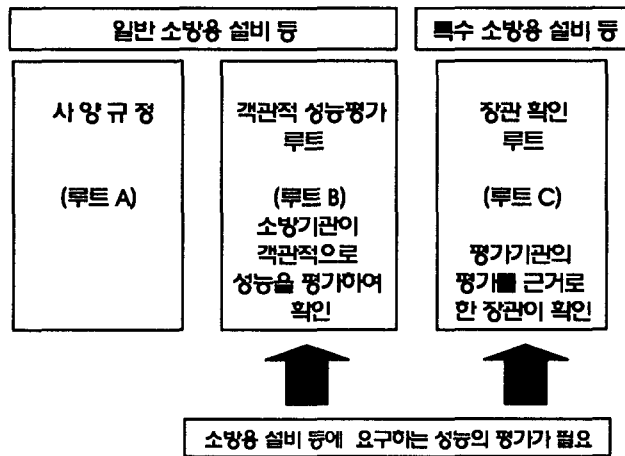 일반 소방용 설비 등
특수 소방용 설비 등
사양규정
(루트 A)
객관적 성능평가
루트
(루트 B)
소방기관이
객관적으로
성능을 평가하여
확인
장관 확인
루트
(루트 C)
평가기관의
평가를 근거로
한 장관이 확인
소방용 설비 등에 요구하는 성능의 평가가 필요